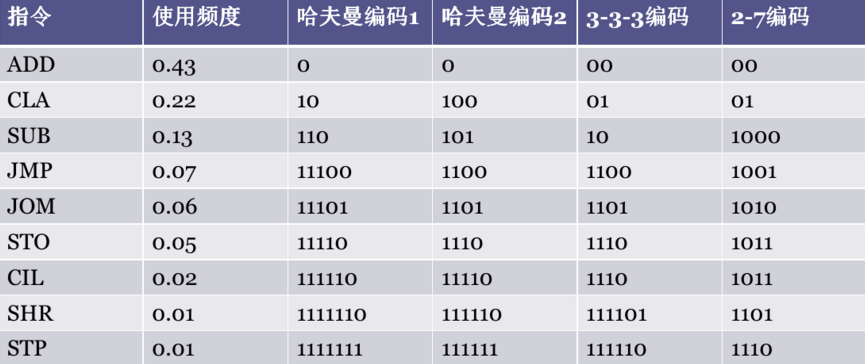 指令 使用频度 哈夫曼编码1 哈夫曼编码2 3-3-3编码 2-7编码
ADD 0.43 0 0 00 00
CLA 0.22 10 100 01 01
SUB 0.13 110 101 10 1000
JMP 0.07 11100 1100 1100 1001
JOM 0.06 11101 1101 1101 1010
STO 0.05 11110 1110 1110 1011
CIL 0.02 111110 11110 1110 1011
SHR 0.01 1111110 111110 111101 1101
STP 0.01 1111111 111111 111110 1110